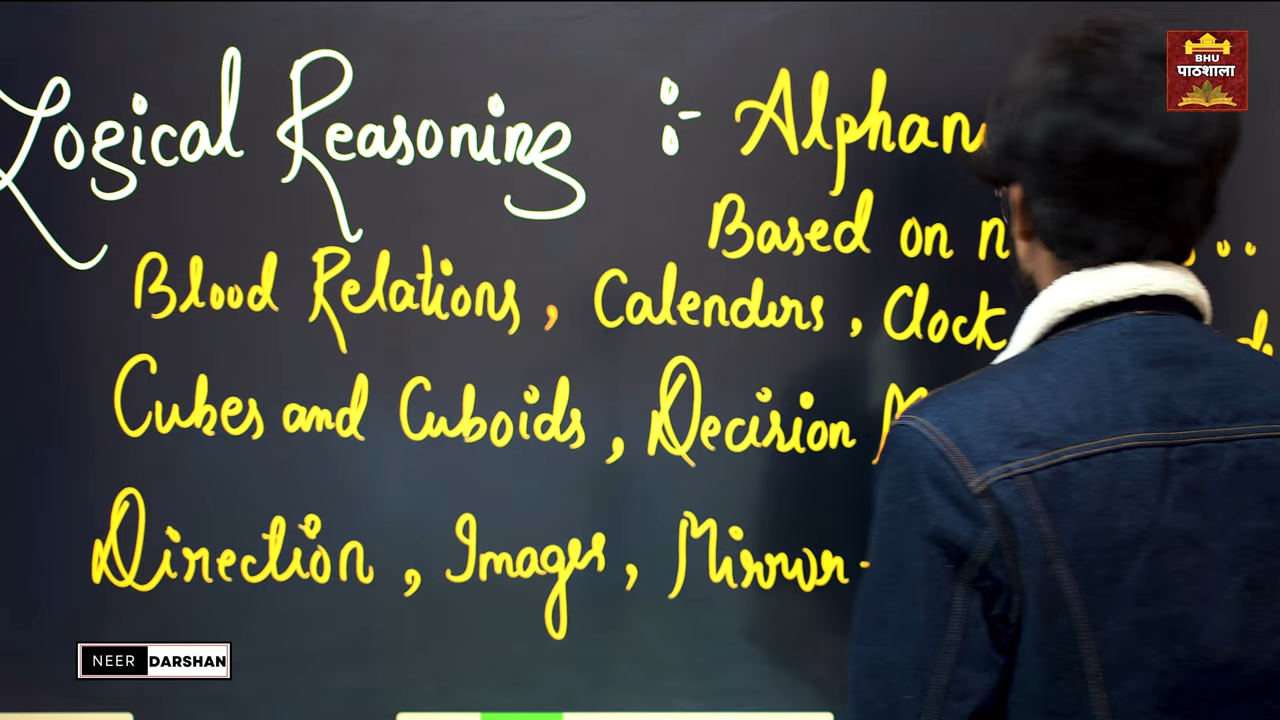 Logical Reasoning :-
Based on
Blood Relations, Calenders, Clock
Cubes and Cuboids, Decision
Direction, Images, Mirror-
BHU
पाठशाला
NEER DARSHAN